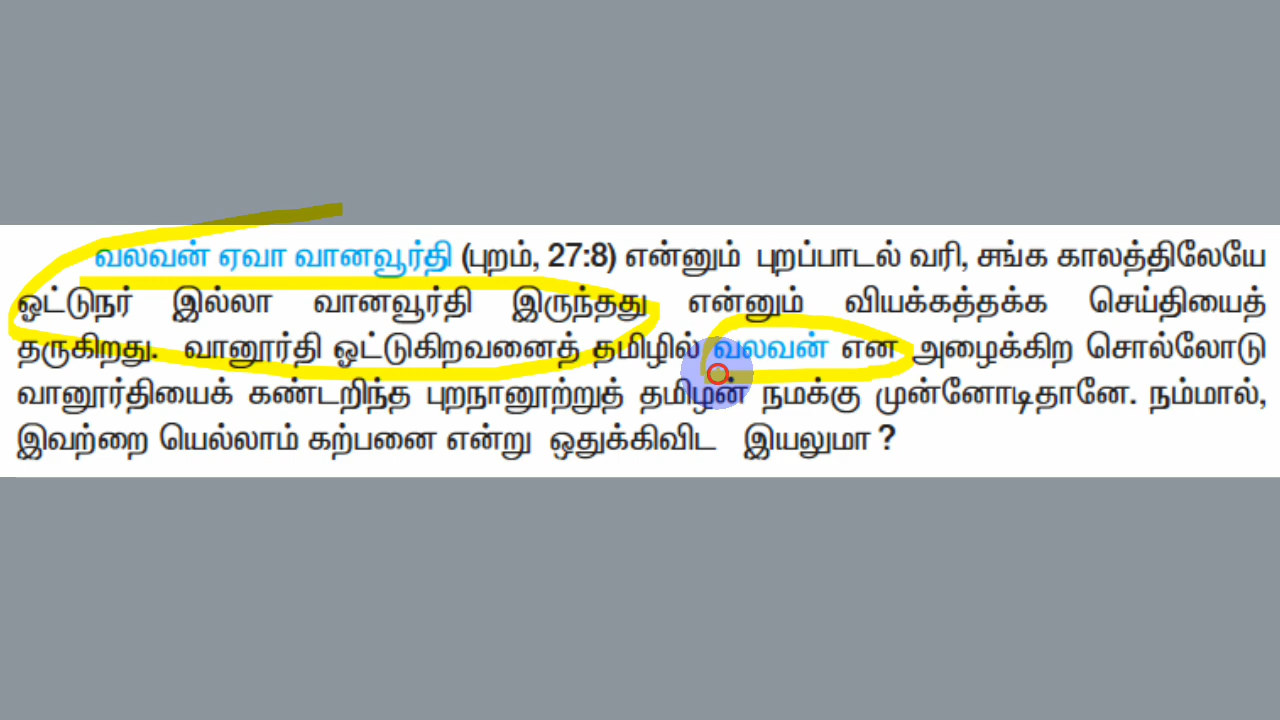 வலவன் ஏவா வானவூர்தி (புறம், 27:8) என்னும் புறப்பாடல் வரி, சங்க காலத்திலேயே
ஓட்டுநர் இல்லா வானவூர்தி இருந்தது என்னும் வியக்கத்தக்க செய்தியைத்
தருகிறது. வானூர்தி ஓட்டுகிறவனைத் தமிழில் வலவன் என அழைக்கிற சொல்லோடு
வானூர்தியைக் கண்டறிந்த புறநானூற்றுத் தமிழன் நமக்கு முன்னோடிதானே. நம்மால்,
இவற்றை யெல்லாம் கற்பனை என்று ஒதுக்கிவிட இயலுமா ?